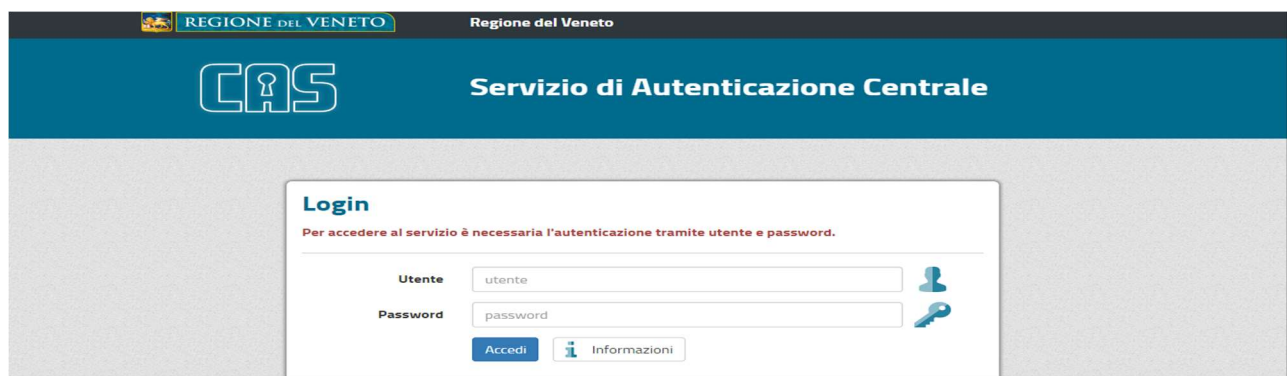 REGIONE DEL VENETO Regione del Veneto
CAS Servizio di Autenticazione Centrale
Login
Per accedere al servizio è necessaria l'autenticazione tramite utente e password.
Utente utente
Password password
Accedi i Informazioni